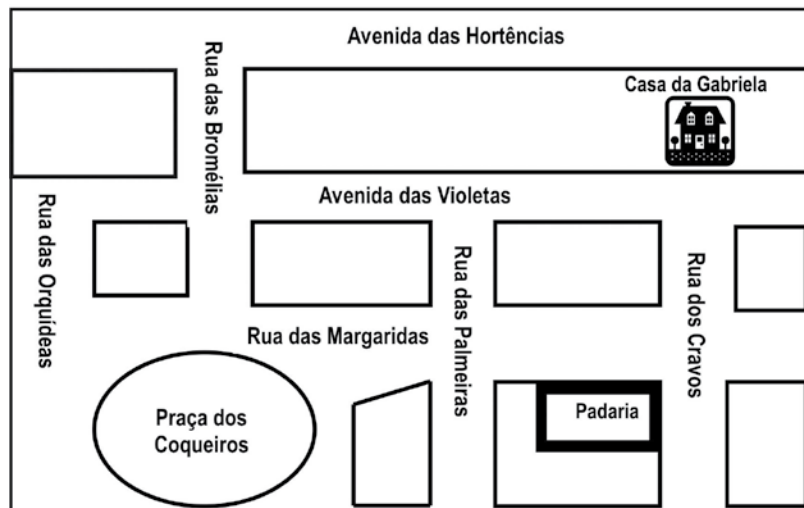 Avenida das Hortências
Rua das Bromélias
Casa da Gabriela
Avenida das Violetas
Rua das Orquídeas
Rua das Palmeiras
Rua dos Cravos
Rua das Margaridas
Praça dos
Coqueiros
Padaria